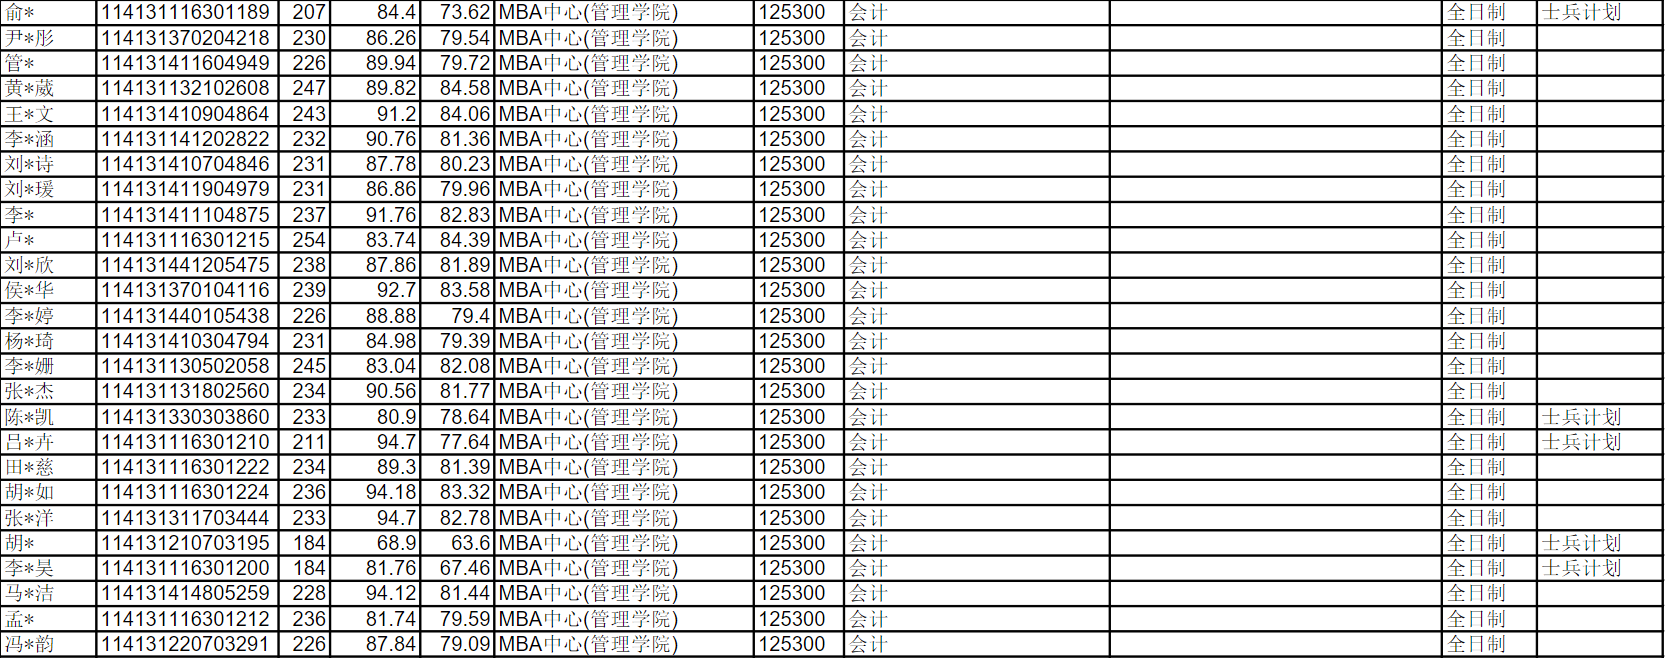 俞* 114131116301189 207 84.4 73.62 MBA中心(管理学院) 125300 会计 全日制 士兵计划
尹*彤 114131370204218 230 86.26 79.54 MBA中心(管理学院) 125300 会计 全日制
管* 114131411604949 226 89.94 79.72 MBA中心(管理学院) 125300 会计 全日制
黄*葳 114131132102608 247 89.82 84.58 MBA中心(管理学院) 125300 会计 全日制
王*文 114131410904864 243 91.2 84.06 MBA中心(管理学院) 125300 会计 全日制
李*涵 114131141202822 232 90.76 81.36 MBA中心(管理学院) 125300 会计 全日制
刘*诗 114131410704846 231 87.78 80.23 MBA中心(管理学院) 125300 会计 全日制
刘*瑗 114131411904979 231 86.86 79.96 MBA中心(管理学院) 125300 会计 全日制
李* 114131411104875 237 91.76 82.83 MBA中心(管理学院) 125300 会计 全日制
卢* 114131116301215 254 83.74 84.39 MBA中心(管理学院) 125300 会计 全日制
刘*欣 114131441205475 238 87.86 81.89 MBA中心(管理学院) 125300 会计 全日制
侯*华 114131370104116 239 92.7 83.58 MBA中心(管理学院) 125300 会计 全日制
李*婷 114131440105438 226 88.88 79.4 MBA中心(管理学院) 125300 会计 全日制
杨*琦 114131410304794 231 84.98 79.39 MBA中心(管理学院) 125300 会计 全日制
李*姗 114131130502058 245 83.04 82.08 MBA中心(管理学院) 125300 会计 全日制
张*杰 114131131802560 234 90.56 81.77 MBA中心(管理学院) 125300 会计 全日制
陈*凯 114131330303860 233 80.9 78.64 MBA中心(管理学院) 125300 会计 全日制 士兵计划
吕*卉 114131116301210 211 94.7 77.64 MBA中心(管理学院) 125300 会计 全日制 士兵计划
田*慈 114131116301222 234 89.3 81.39 MBA中心(管理学院) 125300 会计 全日制
胡*如 114131116301224 236 94.18 83.32 MBA中心(管理学院) 125300 会计 全日制
张*洋 114131311703444 233 94.7 82.78 MBA中心(管理学院) 125300 会计 全日制
胡* 114131210703195 184 68.9 63.6 MBA中心(管理学院) 125300 会计 全日制 士兵计划
李*昊 114131116301200 184 81.76 67.46 MBA中心(管理学院) 125300 会计 全日制 士兵计划
马*洁 114131414805259 228 94.12 81.44 MBA中心(管理学院) 125300 会计 全日制
孟* 114131116301212 236 81.74 79.59 MBA中心(管理学院) 125300 会计 全日制
冯*韵 114131220703291 226 87.84 79.09 MBA中心(管理学院) 125300 会计 全日制